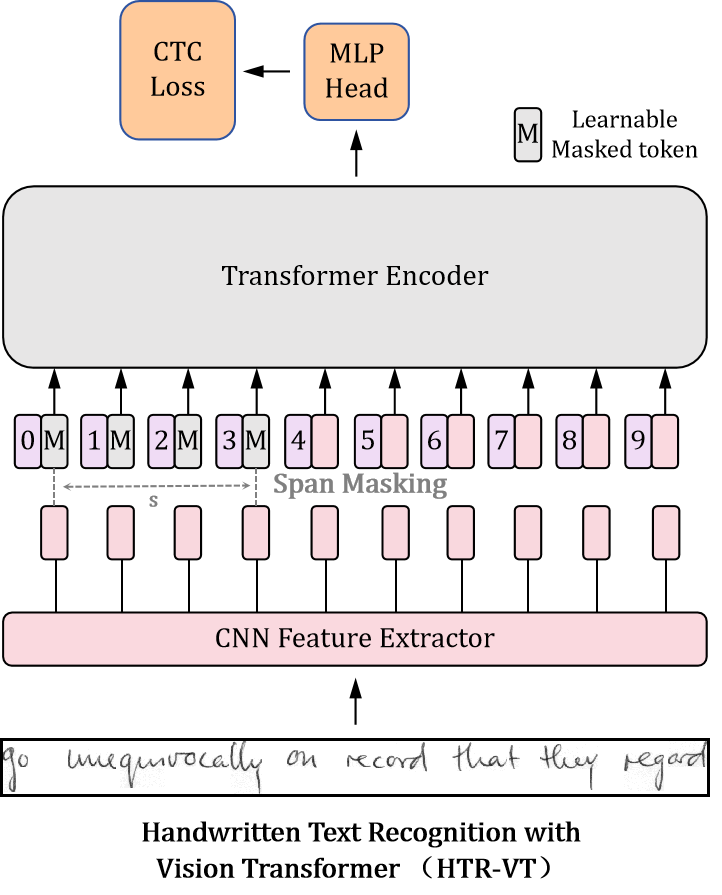 CTC
Loss
MLP
Head
M
Learnable
Masked token
Transformer Encoder
0 M 1 M 2 M 3 M 4 5 6 7 8 9
s
Span Masking
CNN Feature Extractor
go unequivocally on record that they regard
Handwritten Text Recognition with
Vision Transformer （HTR-VT）